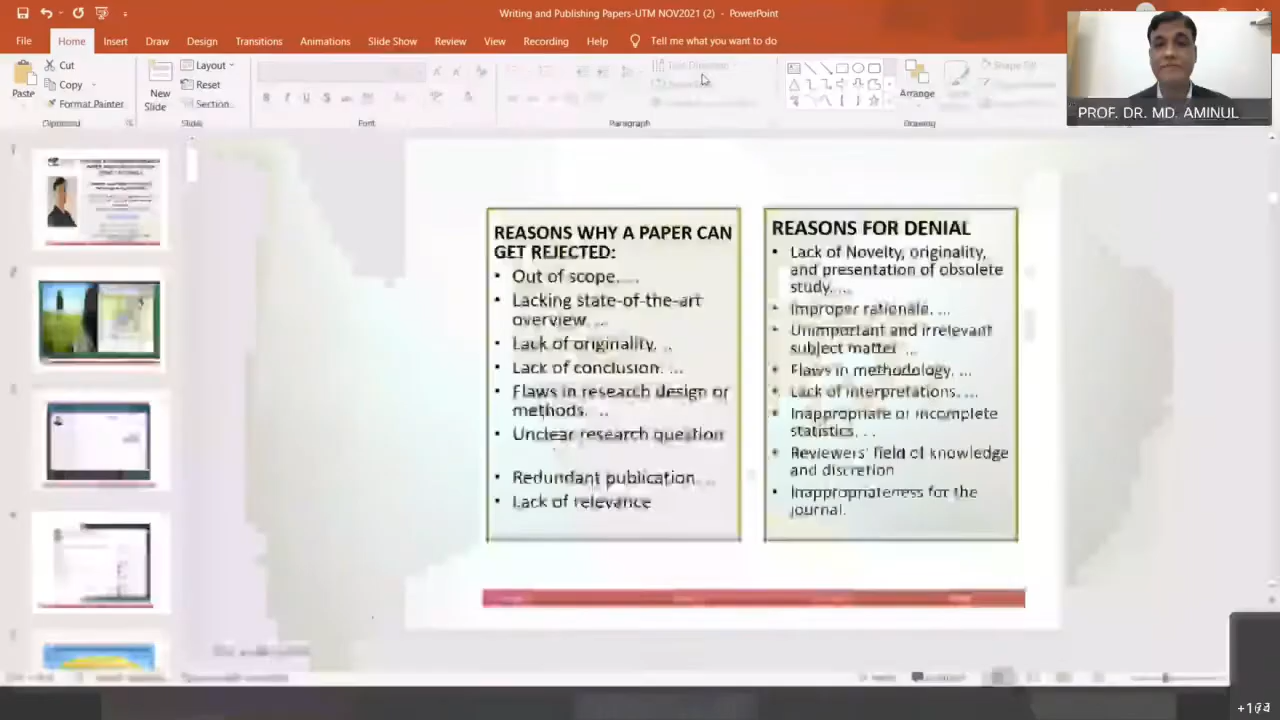 Writing and Publishing Papers-UTM NOV2021 (2) - PowerPoint
File Home Insert Draw Design Transitions Animations Slide Show Review View Recording Help Tell me what you want to do
Paste
Cut
Copy
Format Painter
Clipboard
New
Slide
Layout
Reset
Section
Slides
Font
Paragraph
Arrange
Shape Fill
Drawing
PROF. DR. MD. AMINUL
REASONS WHY A PAPER CAN
GET REJECTED:
• Out of scope. ...
• Lacking state-of-the-art
overview. ...
• Lack of originality. ..
• Lack of conclusion. ...
• Flaws in research design or
methods. ..
• Unclear research question
• Redundant publication. ...
• Lack of relevance
REASONS FOR DENIAL
• Lack of Novelty, originality,
and presentation of obsolete
study. ...
• Improper rationale. ...
• Unimportant and irrelevant
subject matter ...
• Flaws in methodology. ...
• Lack of interpretations. ...
• Inappropriate or incomplete
statistics. ..
• Reviewers' field of knowledge
and discretion
• Inappropriateness for the
journal.